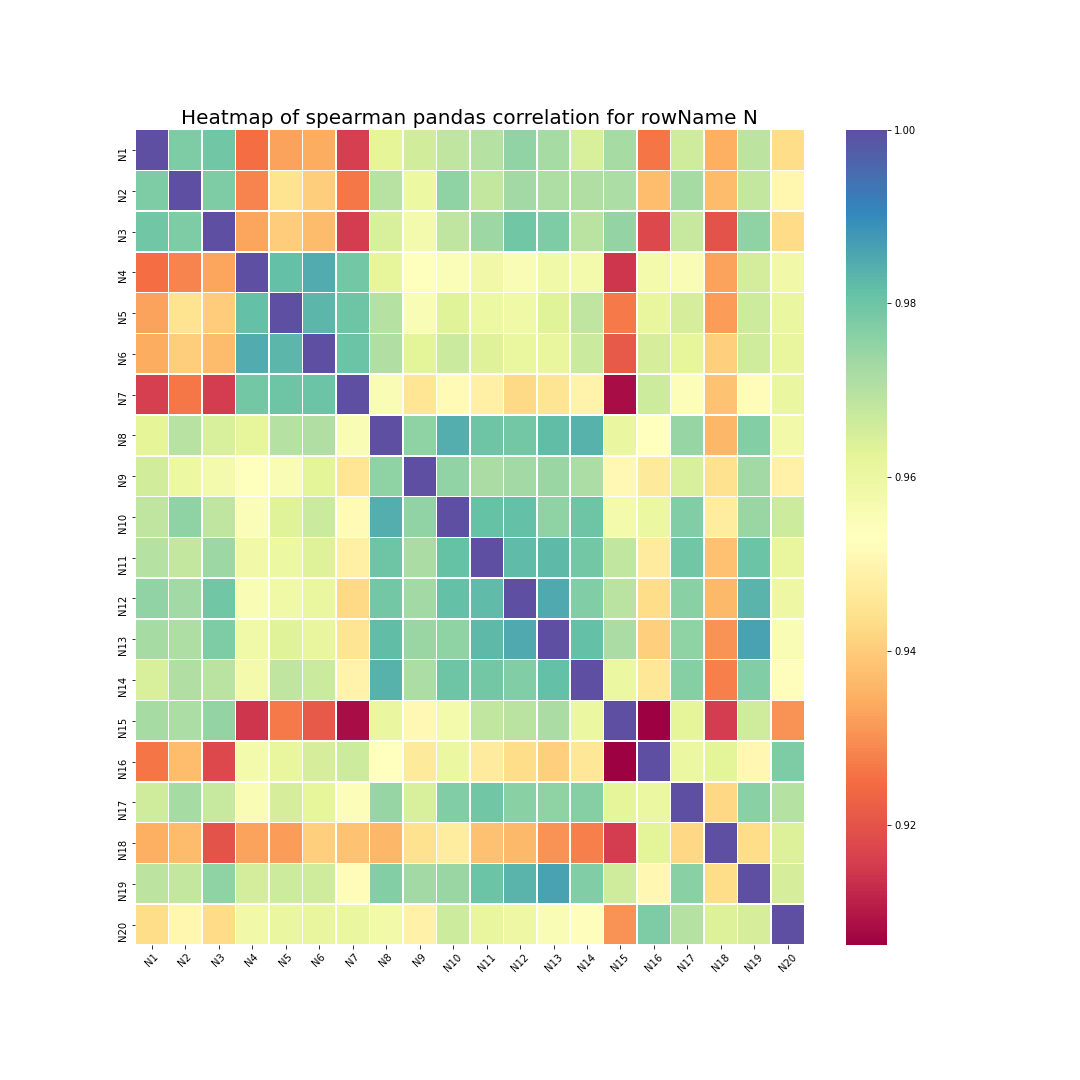 Heatmap of spearman pandas correlation for rowName N
N1
N2
N3
N4
N5
N6
N7
N8
N9
N10
N11
N12
N13
N14
N15
N16
N17
N18
N19
N20
N1 N2 N3 N4 N5 N6 N7 N8 N9 N10 N11 N12 N13 N14 N15 N16 N17 N18 N19 N20
1.00
0.98
0.96
0.94
0.92